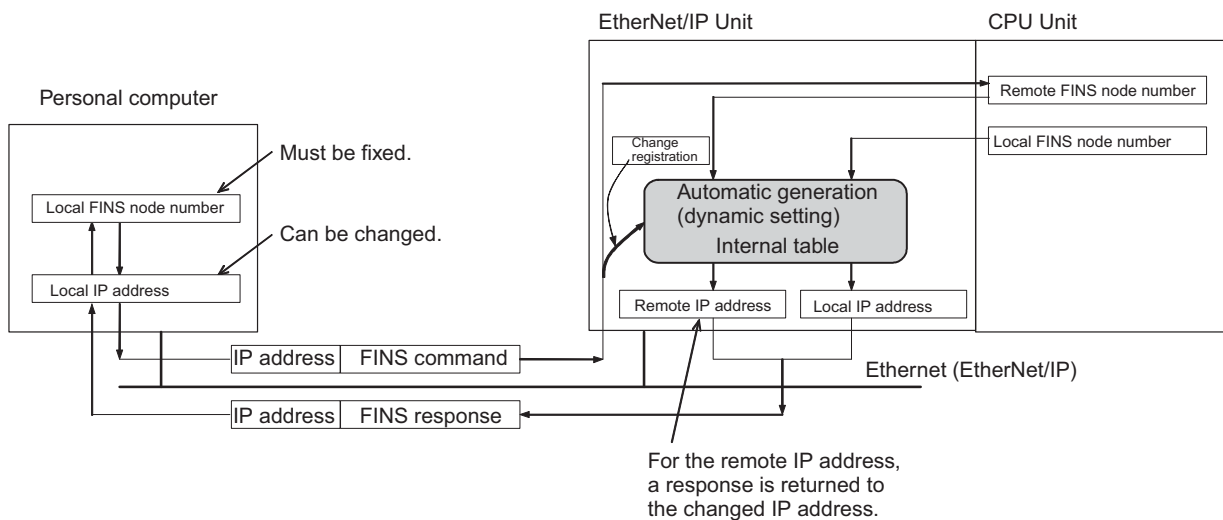 EtherNet/IP Unit
CPU Unit
Personal computer
Remote FINS node number
Local FINS node number
Must be fixed.
Change
registration
Local FINS node number
Automatic generation
(dynamic setting)
Internal table
Can be changed.
Local IP address
Remote IP address
Local IP address
IP address
FINS command
Ethernet (EtherNet/IP)
IP address
FINS response
For the remote IP address,
a response is returned to
the changed IP address.